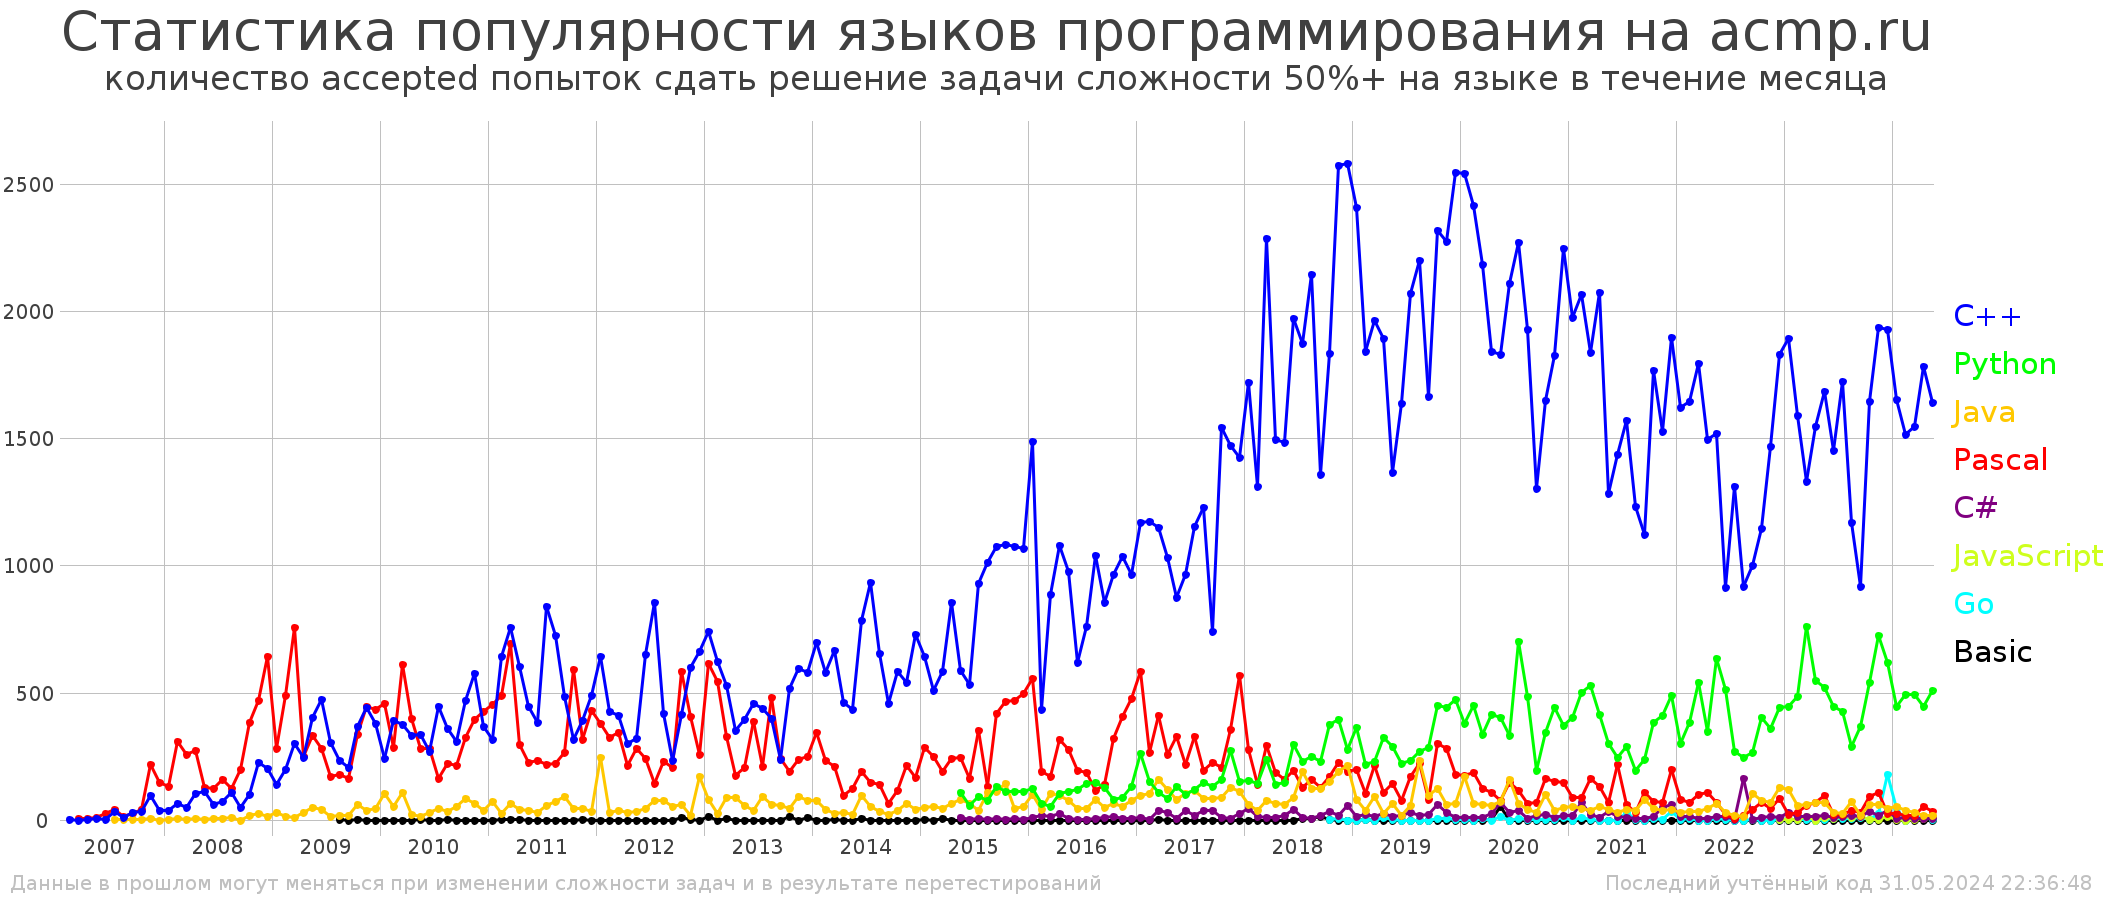 Статистика популярности языков программирования на acmp.ru
количество accepted попыток сдать решение задачи сложности 50%+ на языке в течение месяца
2500
2000
1500
1000
500
0
C++
Python
Java
Pascal
C#
JavaScript
Go
Basic
2007 2008 2009 2010 2011 2012 2013 2014 2015 2016 2017 2018 2019 2020 2021 2022 2023
Данные в прошлом могут меняться при изменении сложности задач и в результате перетестирований
Последний учтённый код 31.05.2024 22:36:48